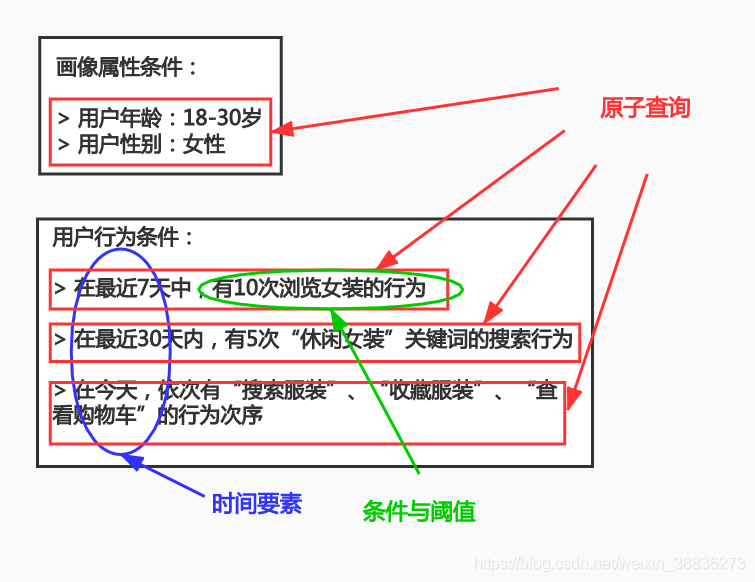 画像属性条件：
> 用户年龄：18-30岁
> 用户性别：女性
原子查询
用户行为条件：
> 在最近7天中，有10次浏览女装的行为
> 在最近30天内，有5次“休闲女装”关键词的搜索行为
> 在今天，依次有“搜索服装”、“收藏服装”、“查
看购物车”的行为次序
时间要素
条件与阈值
https://blog.csdn.net/weixin_38836273